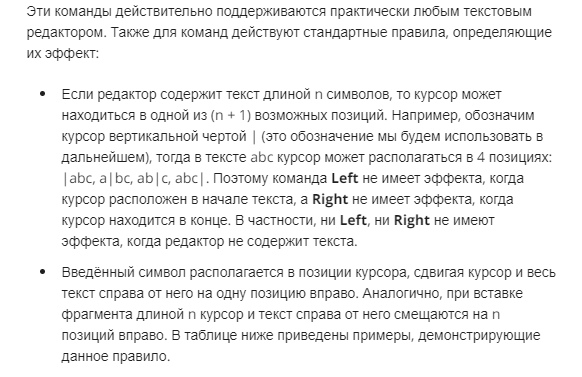 Эти команды действительно поддерживаются практически любым текстовым
редактором. Также для команд действуют стандартные правила, определяющие
их эффект:
• Если редактор содержит текст длиной n символов, то курсор может
находиться в одной из (n + 1) возможных позиций. Например, обозначим
курсор вертикальной чертой | (это обозначение мы будем использовать в
дальнейшем), тогда в тексте abc курсор может располагаться в 4 позициях:
|abc, a|bc, ab|c, abc|. Поэтому команда Left не имеет эффекта, когда
курсор расположен в начале текста, а Right не имеет эффекта, когда
курсор находится в конце. В частности, ни Left, ни Right не имеют
эффекта, когда редактор не содержит текста.
• Введённый символ располагается в позиции курсора, сдвигая курсор и весь
текст справа от него на одну позицию вправо. Аналогично, при вставке
фрагмента длиной n курсор и текст справа от него смещаются на n
позиций вправо. В таблице ниже приведены примеры, демонстрирующие
данное правило.